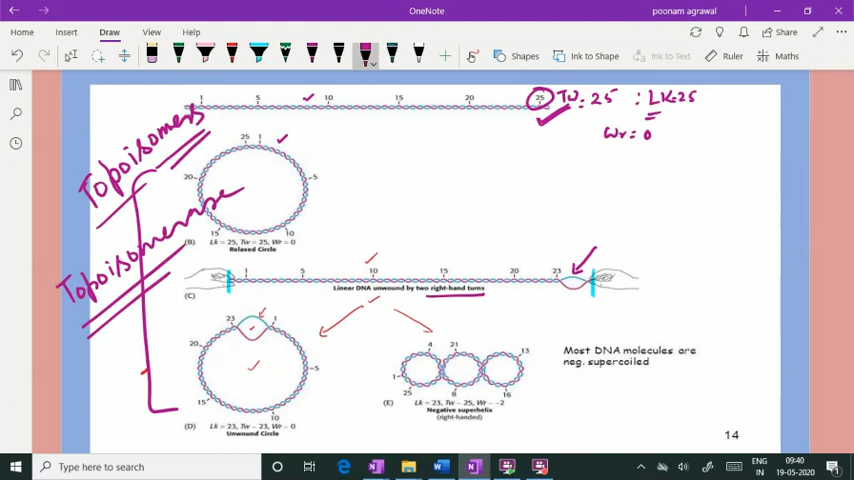 OneNote
poonam agrawal
Home
Insert
Draw
View
Help
Share
Shapes
Ink to Shape
Ink to Text
Ruler
Maths
1 5 10 15 20 25
Tw = 25 : LK=25
Wr = 0
Topoisomers
25 1
5
20
15 10
(B) Lk = 25, Tw = 25, Wr = 0
Relaxed Circle
Topoisomerase
1 5 10 15 20 23
(C) Linear DNA unwound by two right-hand turns
23 1
20
5
15
10
(D) Lk = 23, Tw = 23, Wr = 0
Unwound Circle
4 21 13
1
25 8 16
(E) Lk = 23, Tw = 25, Wr = -2
Negative superhelix
(right-handed)
Most DNA molecules are
neg. supercoiled
14
Type here to search
ENG
IN
09:40
19-05-2020